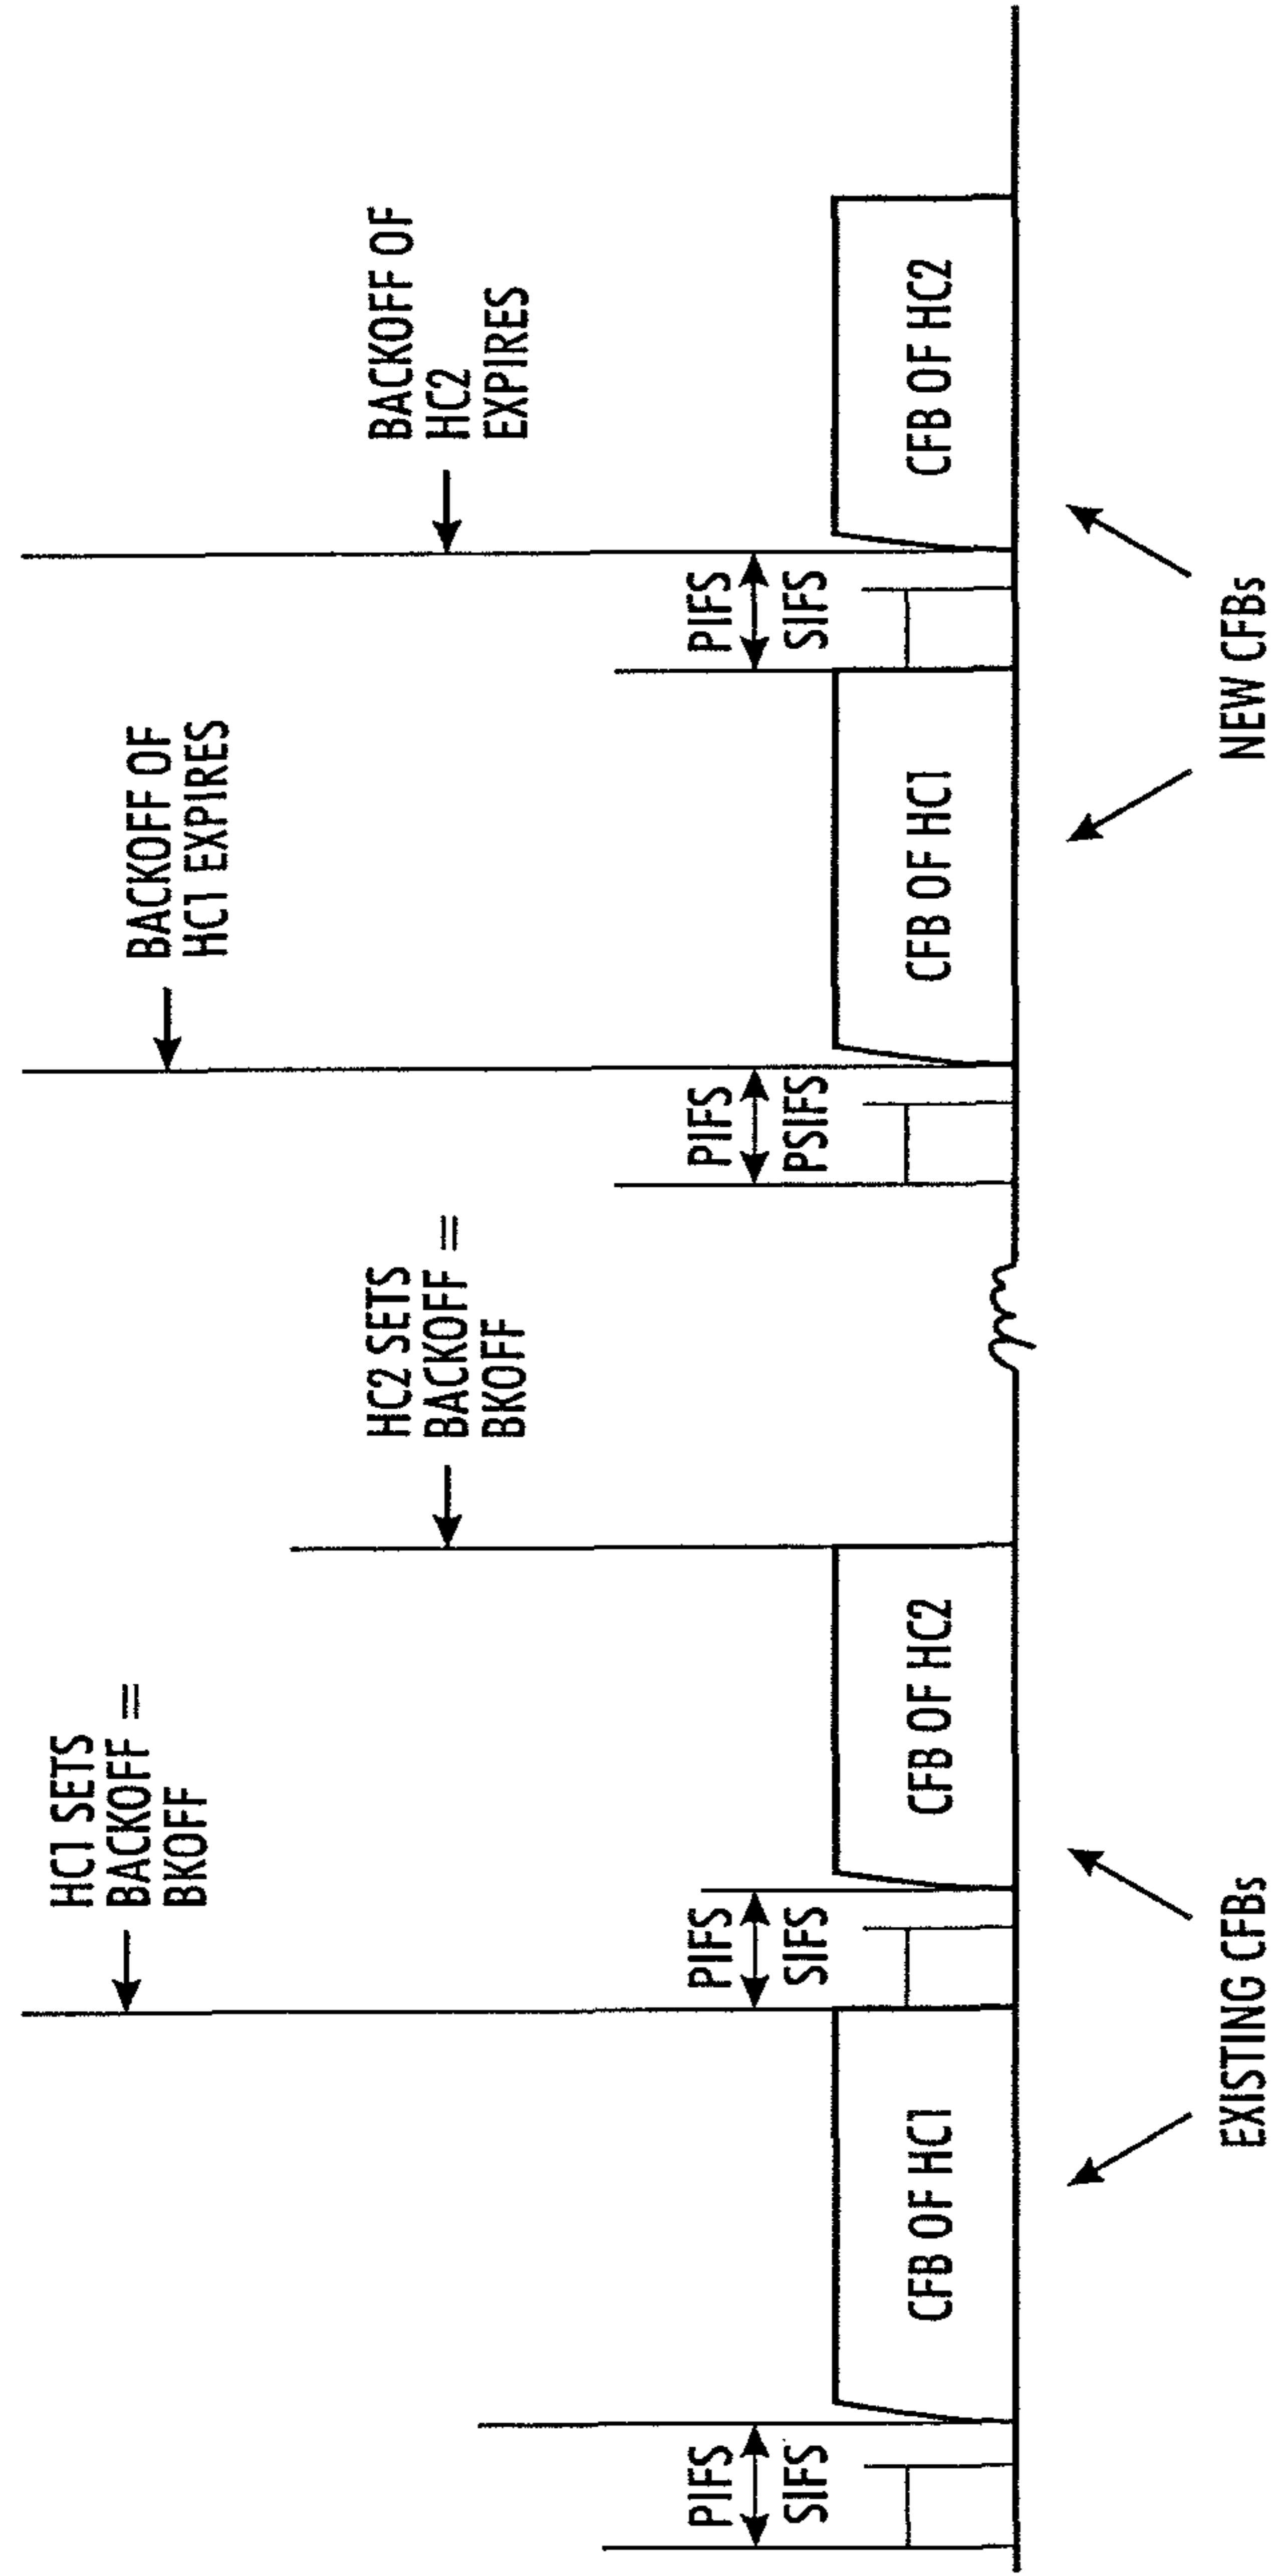 HC1 SETS
BACKOFF =
BKOFF
HC2 SETS
BACKOFF =
BKOFF
BACKOFF OF
HC1 EXPIRES
BACKOFF OF
HC2
EXPIRES
PIFS
SIFS
CFB OF HC1
PIFS
SIFS
CFB OF HC2
PIFS
PSIFS
CFB OF HC1
PIFS
SIFS
CFB OF HC2
EXISTING CFBs
NEW CFBs